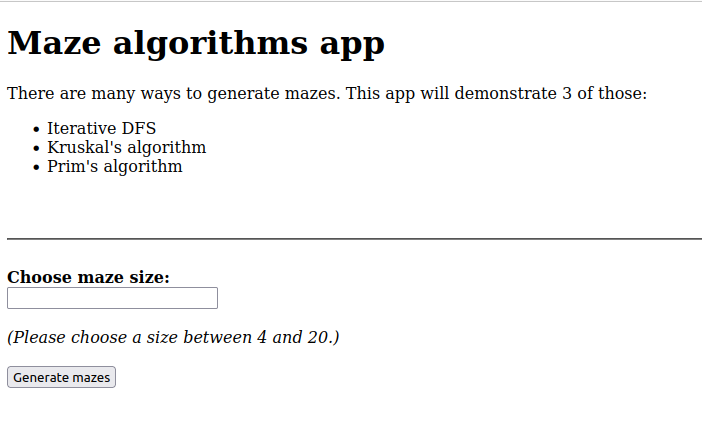 Maze algorithms app
There are many ways to generate mazes. This app will demonstrate 3 of those:
• Iterative DFS
• Kruskal's algorithm
• Prim's algorithm
Choose maze size:
(Please choose a size between 4 and 20.)
Generate mazes